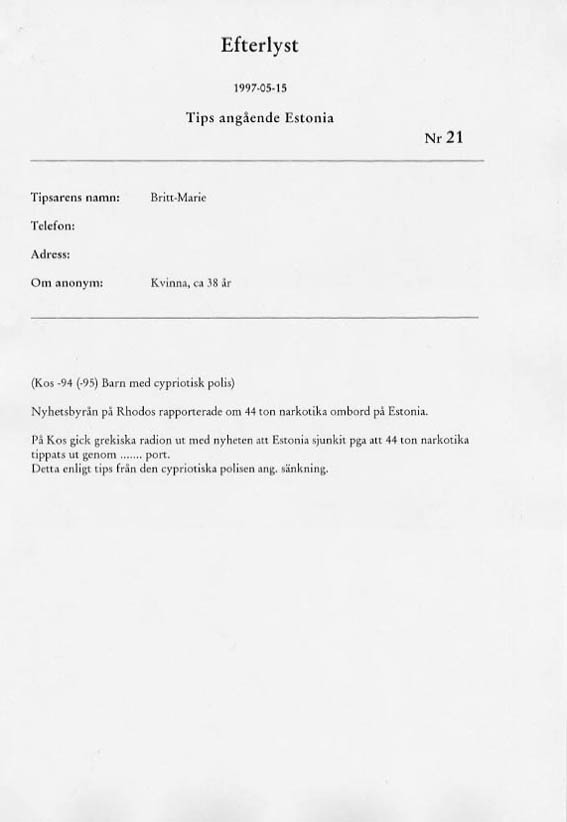 Efterlyst
1997-05-15
Tips angående Estonia
Nr 21
Tipsarens namn: Britt-Marie
Telefon:
Adress:
Om anonym: Kvinna, ca 38 år
(Kos -94 (-95) Barn med cypriotisk polis)
Nyhetsbyrån på Rhodos rapporterade om 44 ton narkotika ombord på Estonia.
På Kos gick grekiska radion ut med nyheten att Estonia sjunkit pga att 44 ton narkotika
tippats ut genom ....... port.
Detta enligt tips från den cypriotiska polisen ang. sänkning.